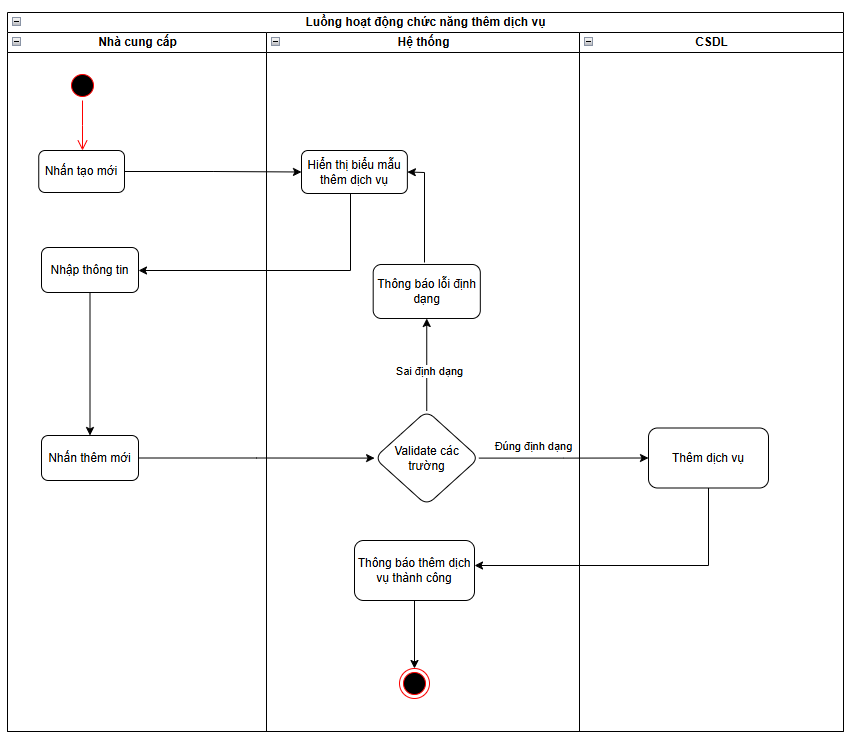 Luồng hoạt động chức năng thêm dịch vụ
Nhà cung cấp
Hệ thống
CSDL
Nhấn tạo mới
Hiển thị biểu mẫu
thêm dịch vụ
Nhập thông tin
Thông báo lỗi định
dạng
Sai định dạng
Nhấn thêm mới
Validate các
trường
Đúng định dạng
Thêm dịch vụ
Thông báo thêm dịch
vụ thành công